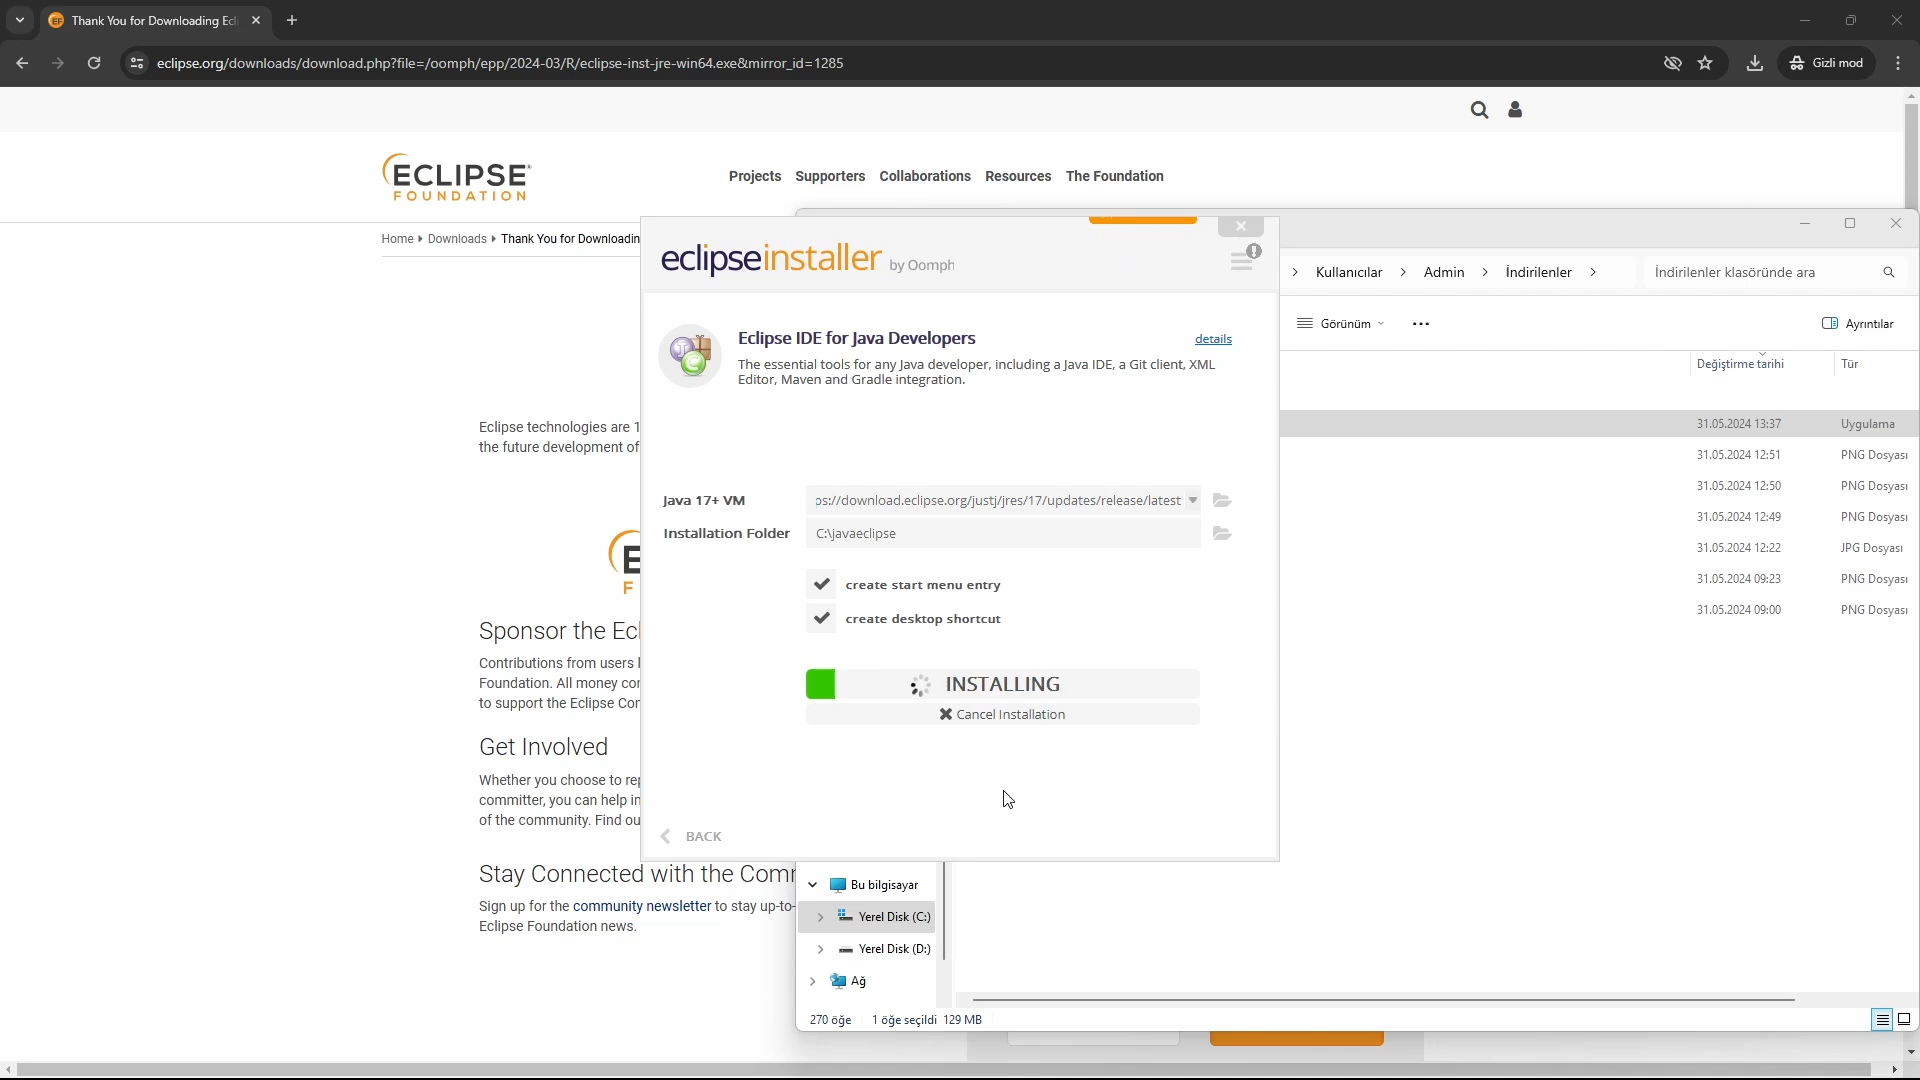 Thank You for Downloading Ecl
eclipse.org/downloads/download.php?file=/oomph/epp/2024-03/R/eclipse-inst-jre-win64.exe&mirror_id=1285
Gizli mod
ECLIPSE
FOUNDATION
Projects Supporters Collaborations Resources The Foundation
Home Downloads Thank You for Downloadin
eclipseinstaller by Oomph
Kullanıcılar Admin İndirilenler
İndirilenler klasöründe ara
Görünüm
Ayrıntılar
Eclipse IDE for Java Developers
details
The essential tools for any Java developer, including a Java IDE, a Git client, XML
Editor, Maven and Gradle integration.
Değiştirme tarihi Tür
31.05.2024 13:37 Uygulama
31.05.2024 12:51 PNG Dosyası
31.05.2024 12:50 PNG Dosyası
31.05.2024 12:49 PNG Dosyası
31.05.2024 12:22 JPG Dosyası
31.05.2024 09:23 PNG Dosyası
31.05.2024 09:00 PNG Dosyası
Eclipse technologies are 1
the future development of
Java 17+ VM
ps://download.eclipse.org/justj/jres/17/updates/release/latest
Installation Folder
C:\javaeclipse
create start menu entry
create desktop shortcut
INSTALLING
Cancel Installation
BACK
E
F
Sponsor the Ecl
Contributions from users
Foundation. All money cor
to support the Eclipse Cor
Get Involved
Whether you choose to rep
committer, you can help in
of the community. Find ou
Stay Connected with the Comm
Sign up for the community newsletter to stay up-to-
Eclipse Foundation news.
Bu bilgisayar
Yerel Disk (C:)
Yerel Disk (D:)
Ağ
270 öğe 1 öğe seçildi 129 MB